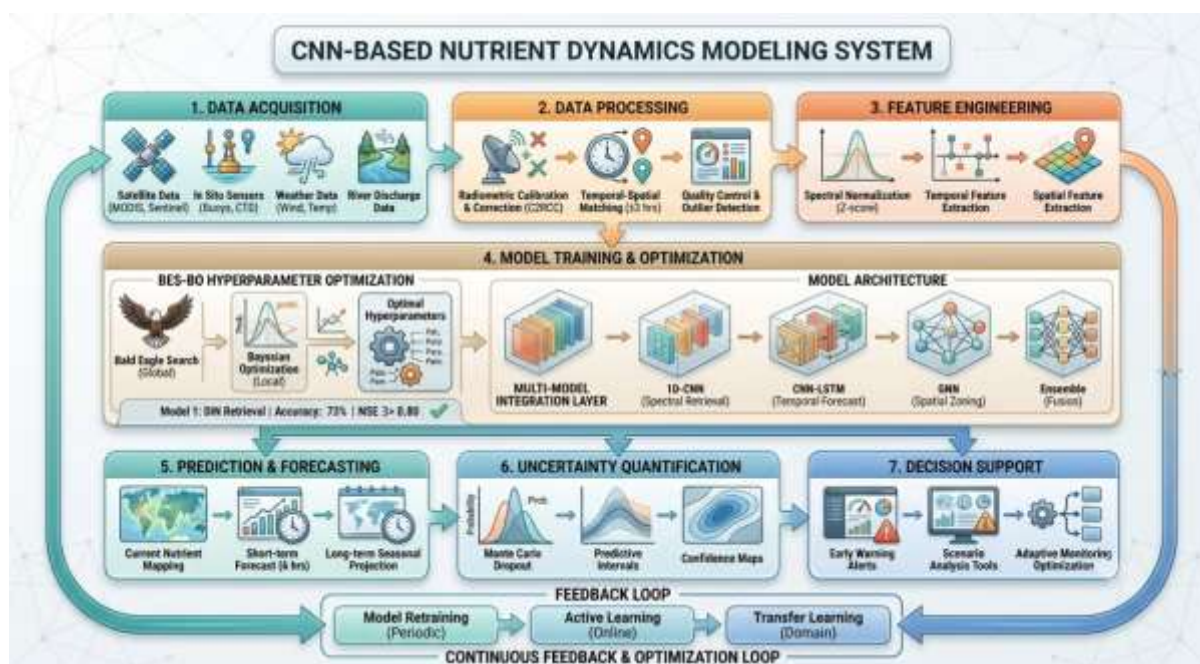 CNN-BASED NUTRIENT DYNAMICS MODELING SYSTEM
1. DATA ACQUISITION
Satellite Data
(MODIS, Sentinel)
In Situ Sensors
(Buoys, CTD)
Weather Data
(Wind, Temp)
River Discharge
Data
2. DATA PROCESSING
Radiometric Calibration
& Correction (C2RCC)
Temporal-Spatial
Matching (±3 hrs)
Quality Control &
Outlier Detection
3. FEATURE ENGINEERING
Spectral Normalization
(Z-score)
Temporal Feature
Extraction
Spatial Feature
Extraction
4. MODEL TRAINING & OPTIMIZATION
BES-BO HYPERPARAMETER OPTIMIZATION
Bald Eagle Search
(Global)
Bayesian
Optimization
(Local)
Optimal
Hyperparameters
Model 1: DIN Retrieval | Accuracy: 73% | NSE 3> 0.80
MODEL ARCHITECTURE
MULTI-MODEL
INTEGRATION LAYER
1D-CNN
(Spectral Retrieval)
CNN-LSTM
(Temporal Forecast)
GNN
(Spatial Zoning)
Ensemble
(Fusion)
5. PREDICTION & FORECASTING
Current Nutrient
Mapping
Short-term
Forecast (6 hrs)
Long-term Seasonal
Projection
6. UNCERTAINTY QUANTIFICATION
Probability
Prob.
Monte Carlo
Dropout
Predictive
Intervals
Confidence Maps
7. DECISION SUPPORT
Early Warning
Alerts
Scenario
Analysis Tools
Adaptive Monitoring
Optimization
FEEDBACK LOOP
Model Retraining
(Periodic)
Active Learning
(Online)
Transfer Learning
(Domain)
CONTINUOUS FEEDBACK & OPTIMIZATION LOOP